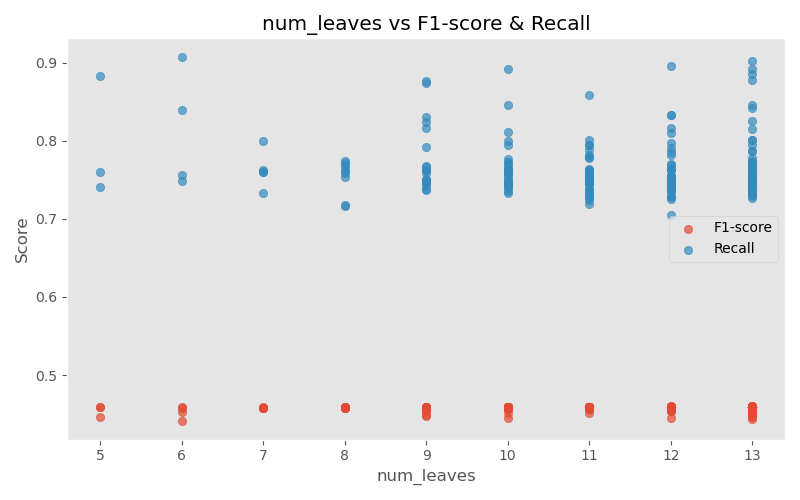 num_leaves vs F1-score & Recall
0.9
0.8
0.7
0.6
0.5
Score
F1-score
Recall
5 6 7 8 9 10 11 12 13
num_leaves